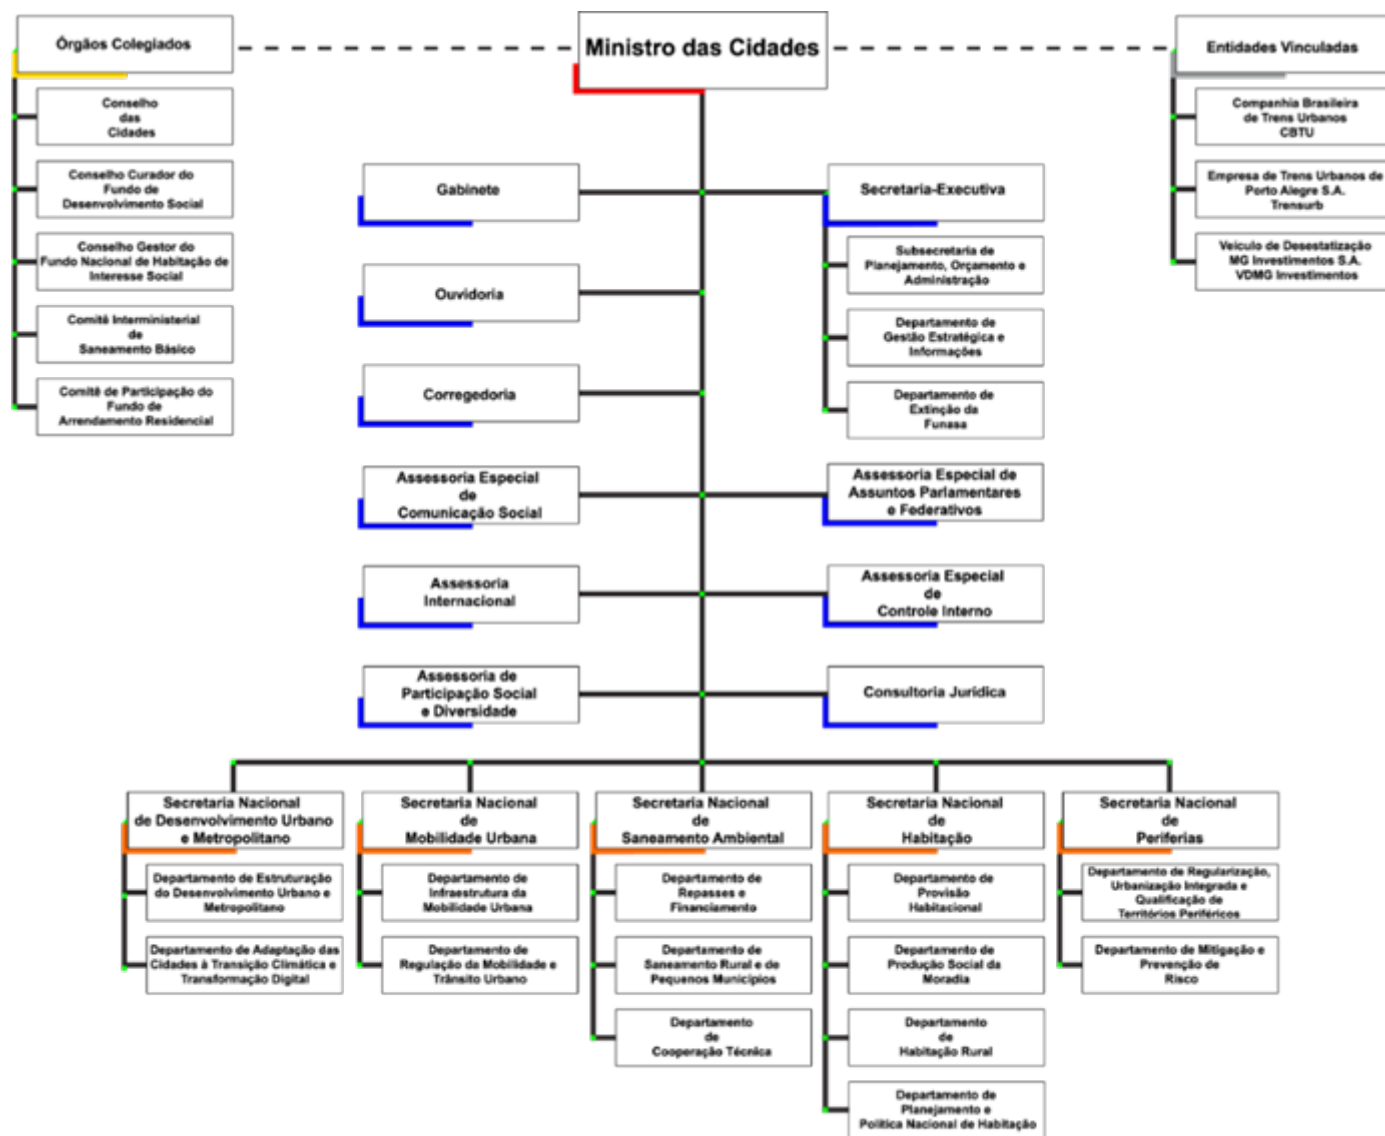 Órgãos Colegiados
Ministro das Cidades
Entidades Vinculadas
Conselho
das
Cidades
Conselho Curador do
Fundo de
Desenvolvimento Social
Conselho Gestor do
Fundo Nacional de Habitação de
Interesse Social
Comitê Interministerial
de
Saneamento Básico
Comitê de Participação do
Fundo de
Arrendamento Residencial
Companhia Brasileira
de Trens Urbanos
CBTU
Empresa de Trens Urbanos de
Porto Alegre S.A.
Trensurb
Veículo de Desestatização
MG Investimentos S.A.
VDMG Investimentos
Gabinete
Secretaria-Executiva
Subsecretaria de
Planejamento, Orçamento e
Administração
Departamento de
Gestão Estratégica e
Informações
Departamento de
Extinção da
Funasa
Ouvidoria
Corregedoria
Assessoria Especial
de
Comunicação Social
Assessoria Especial de
Assuntos Parlamentares
e Federativos
Assessoria
Internacional
Assessoria Especial
de
Controle Interno
Assessoria de
Participação Social
e Diversidade
Consultoria Jurídica
Secretaria Nacional
de Desenvolvimento Urbano
e Metropolitano
Departamento de Estruturação
do Desenvolvimento Urbano e
Metropolitano
Departamento de Adaptação das
Cidades à Transição Climática e
Transformação Digital
Secretaria Nacional
de
Mobilidade Urbana
Departamento de
Infraestrutura da
Mobilidade Urbana
Departamento de
Regulação da Mobilidade e
Trânsito Urbano
Secretaria Nacional
de
Saneamento Ambiental
Departamento de
Repasses e
Financiamento
Departamento de
Saneamento Rural e de
Pequenos Municípios
Departamento
de
Cooperação Técnica
Secretaria Nacional
de
Habitação
Departamento de
Provisão
Habitacional
Departamento de
Produção Social da
Moradia
Departamento
de
Habitação Rural
Departamento de
Planejamento e
Política Nacional de Habitação
Secretaria Nacional
de
Periferias
Departamento de Regularização,
Urbanização Integrada e
Qualificação de
Territórios Periféricos
Departamento de Mitigação e
Prevenção de
Risco